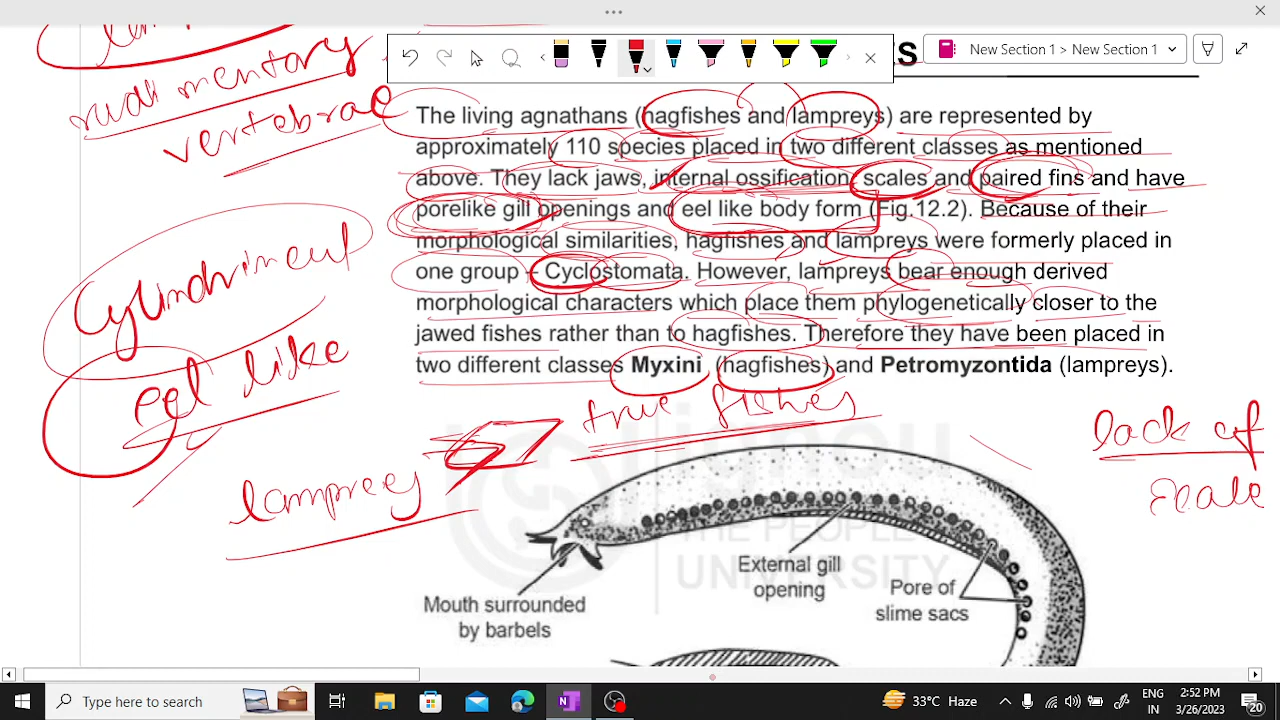 rudimentary
vertebrae
RS
New Section 1 > New Section 1
The living agnathans (hagfishes and lampreys) are represented by
approximately 110 species placed in two different classes as mentioned
above. They lack jaws, internal ossification, scales and paired fins and have
porelike gill openings and eel like body form (Fig.12.2). Because of their
morphological similarities, hagfishes and lampreys were formerly placed in
one group – Cyclostomata. However, lampreys bear enough derived
morphological characters which place them phylogenetically closer to the
jawed fishes rather than to hagfishes. Therefore they have been placed in
two different classes Myxini (hagfishes) and Petromyzontida (lampreys).
eel like
true fishes
lampreey
lack of
THE PEOPLE'S
UNIVERSITY
External gill
opening
Pore of
slime sacs
Mouth surrounded
by barbels
Type here to search
33°C Haze
ENG
IN
2:52 PM
3/26/2023
20